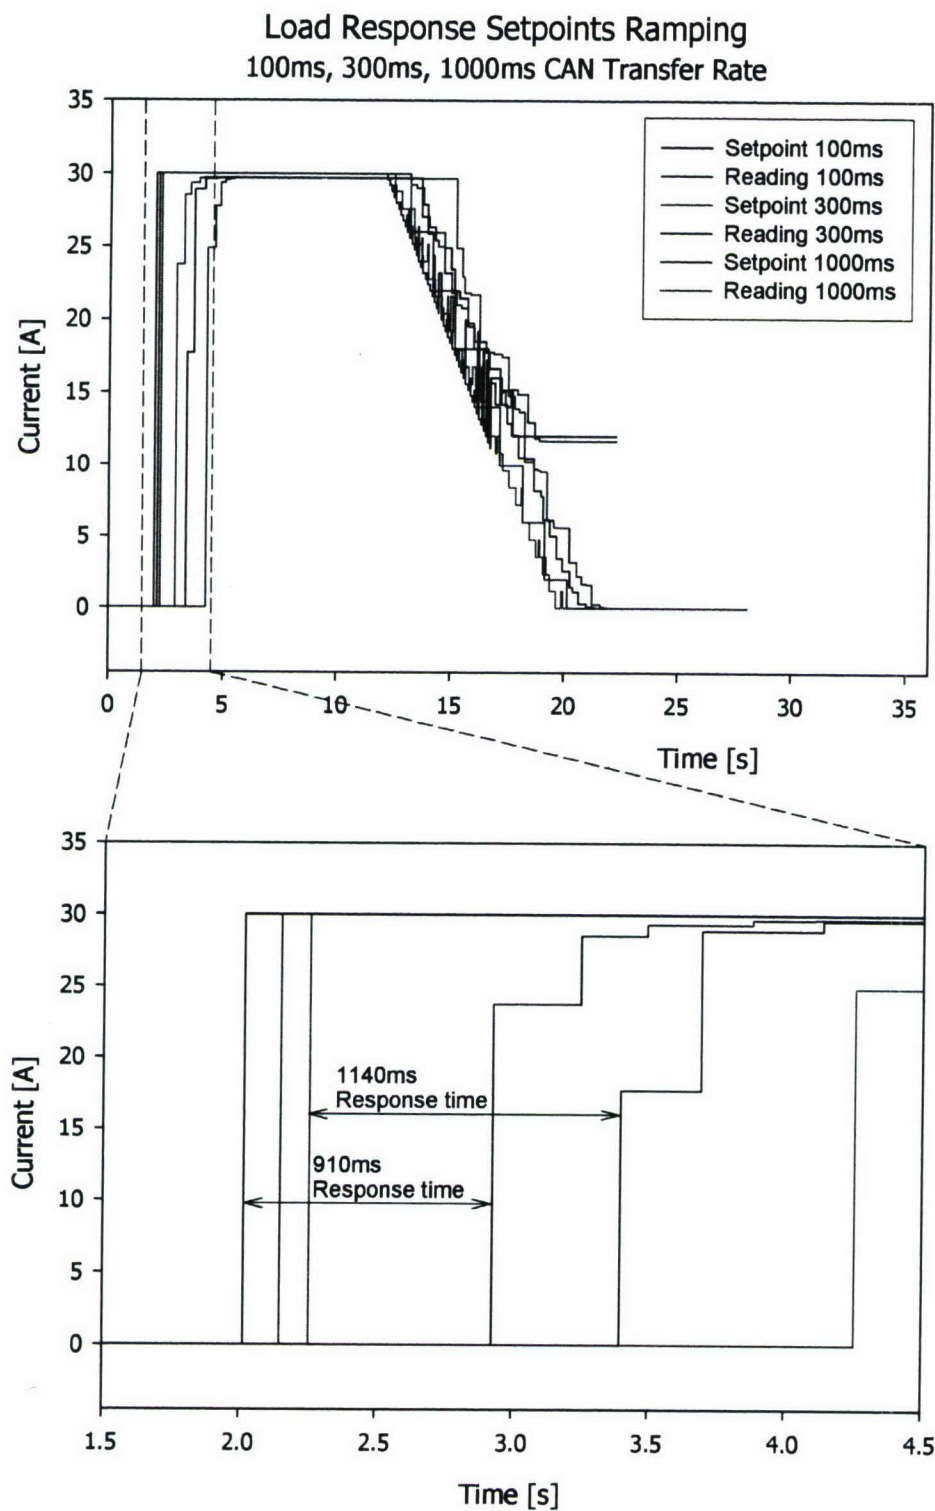 Load Response Setpoints Ramping
100ms, 300ms, 1000ms CAN Transfer Rate
35
30
25
20
15
10
5
0
Current [A]
Setpoint 100ms
Reading 100ms
Setpoint 300ms
Reading 300ms
Setpoint 1000ms
Reading 1000ms
0 5 10 15 20 25 30 35
Time [s]
35
30
25
20
15
10
5
0
Current [A]
1140ms
Response time
910ms
Response time
1.5 2.0 2.5 3.0 3.5 4.0 4.5
Time [s]